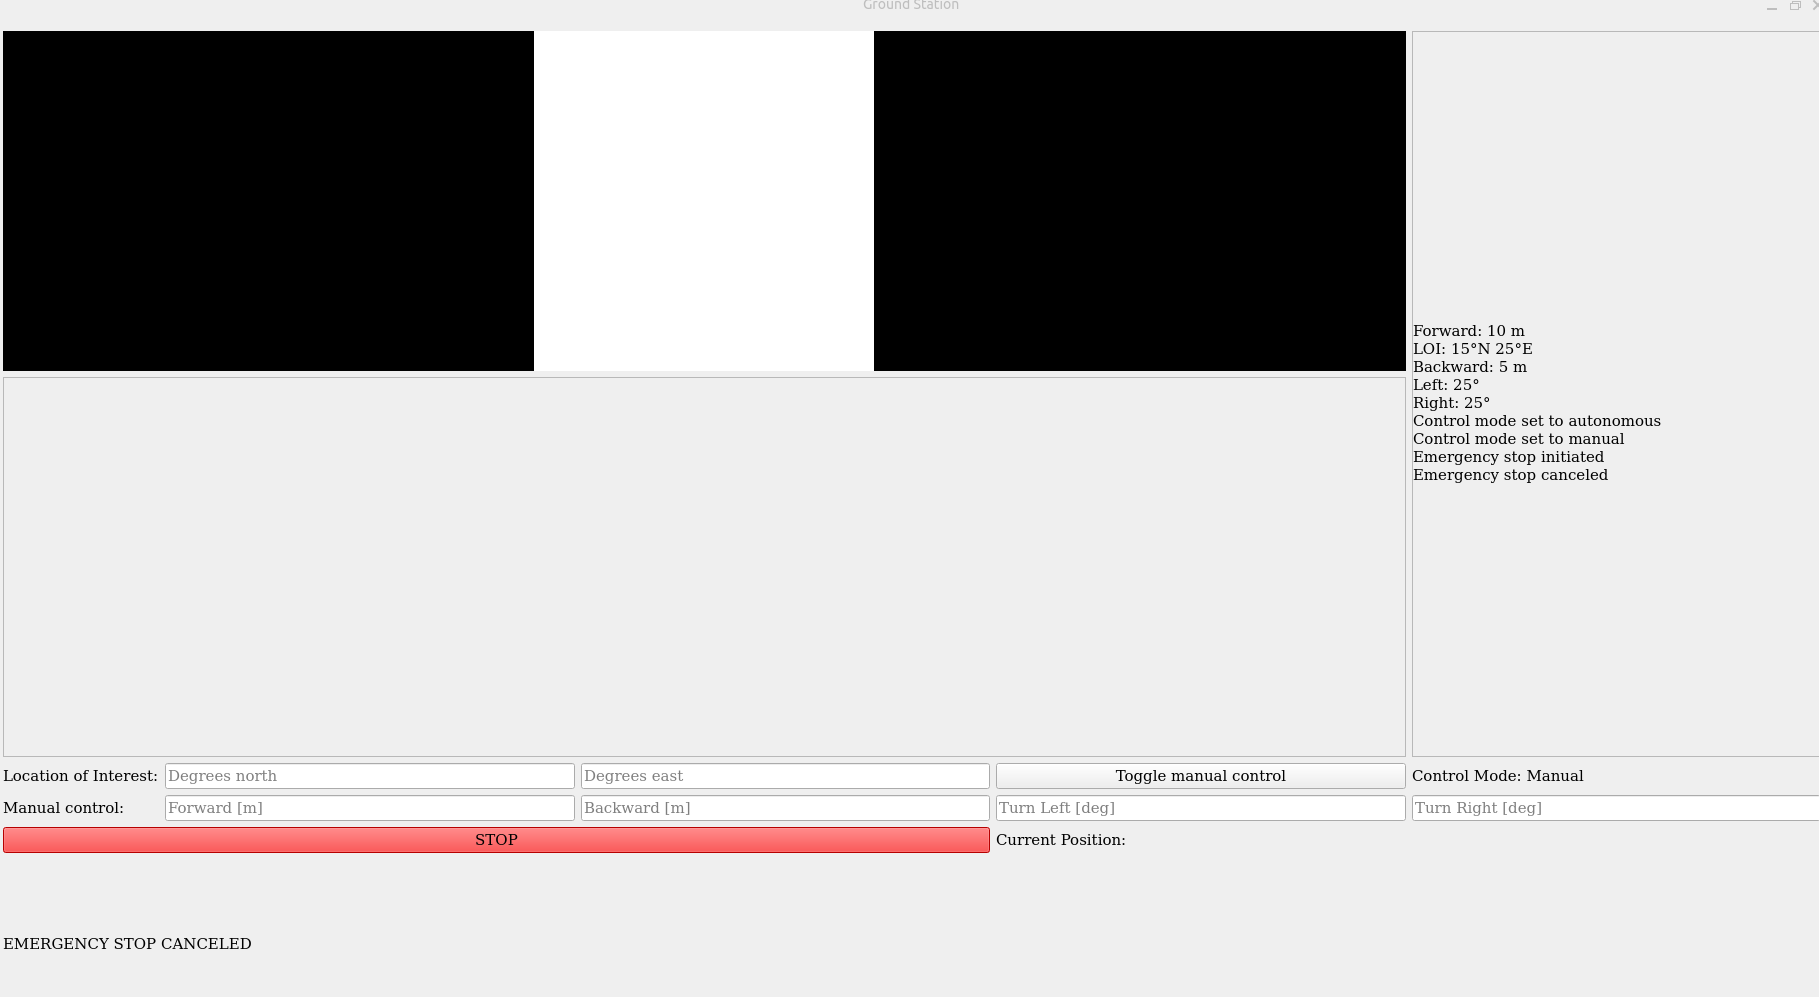 Ground Station
Forward: 10 m
LOI: 15°N 25°E
Backward: 5 m
Left: 25°
Right: 25°
Control mode set to autonomous
Control mode set to manual
Emergency stop initiated
Emergency stop canceled
Location of Interest: Degrees north Degrees east Toggle manual control Control Mode: Manual
Manual control: Forward [m] Backward [m] Turn Left [deg] Turn Right [deg]
STOP Current Position:
EMERGENCY STOP CANCELED